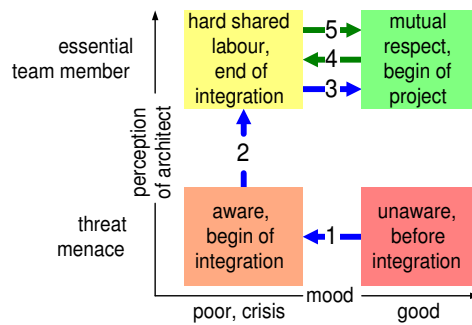 essential
team member
perception
of architect
threat
menace
hard shared
labour,
end of
integration
5
4
3
mutual
respect,
begin of
project
2
aware,
begin of
integration
1
unaware,
before
integration
poor, crisis
mood
good